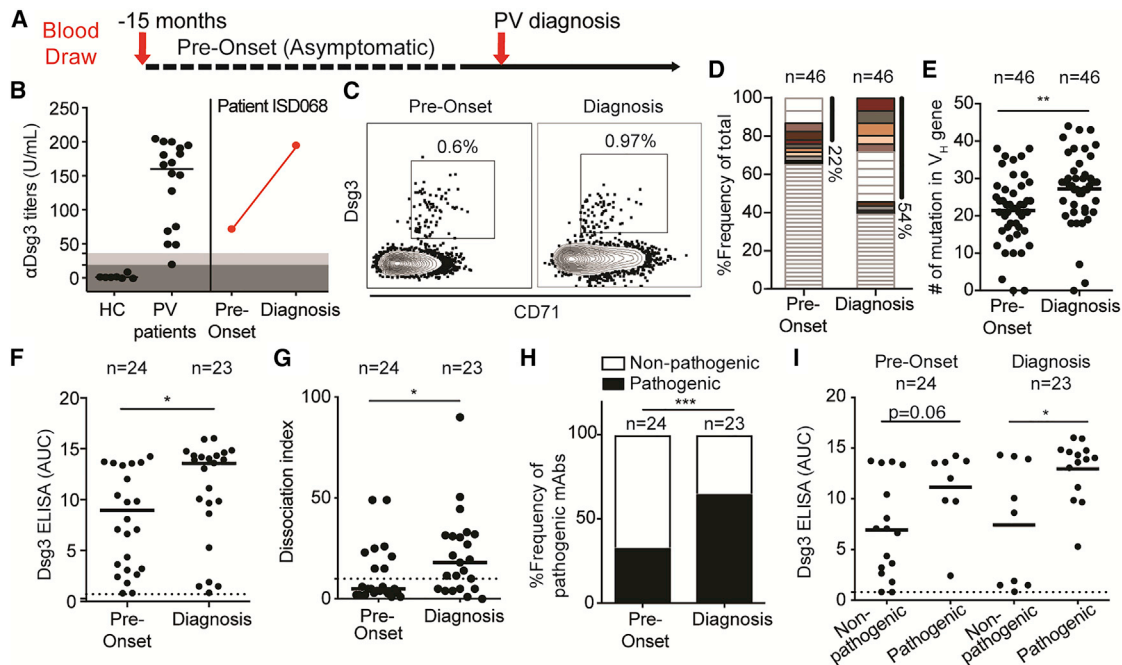 A
Blood
Draw
-15 months
Pre-Onset (Asymptomatic)
PV diagnosis
B
αDsg3 titers (U/mL)
250
200
150
100
50
25
0
Patient ISD068
HC
PV
patients
Pre-
Onset
Diagnosis
C
Pre-Onset
Diagnosis
0.6%
0.97%
Dsg3
CD71
D
n=46
n=46
%Frequency of total
100
80
60
40
20
0
22%
54%
Pre-
Onset
Diagnosis
E
n=46
n=46
**
# of mutation in VH gene
50
40
30
20
10
0
Pre-
Onset
Diagnosis
F
n=24
n=23
*
Dsg3 ELISA (AUC)
20
15
10
5
0
Pre-
Onset
Diagnosis
G
n=24
n=23
*
Dissociation index
100
50
0
Pre-
Onset
Diagnosis
H
Non-pathogenic
Pathogenic
***
n=24
n=23
%Frequency of
pathogenic mAbs
100
50
0
Pre-
Onset
Diagnosis
I
Pre-Onset
Diagnosis
n=24
n=23
p=0.06
*
Dsg3 ELISA (AUC)
20
15
10
5
0
Non-
pathogenic
Pathogenic
Non-
pathogenic
Pathogenic